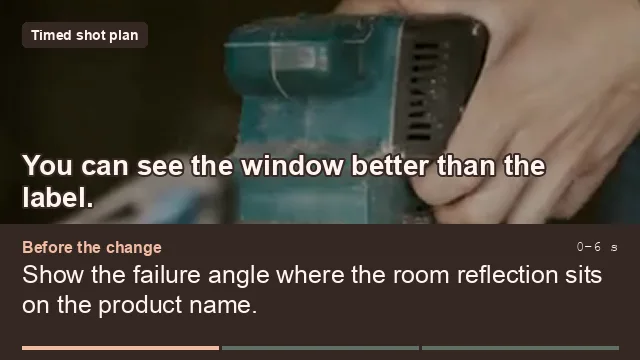 Timed shot plan
You can see the window better than the
label.
Before the change
0–6 s
Show the failure angle where the room reflection sits
on the product name.